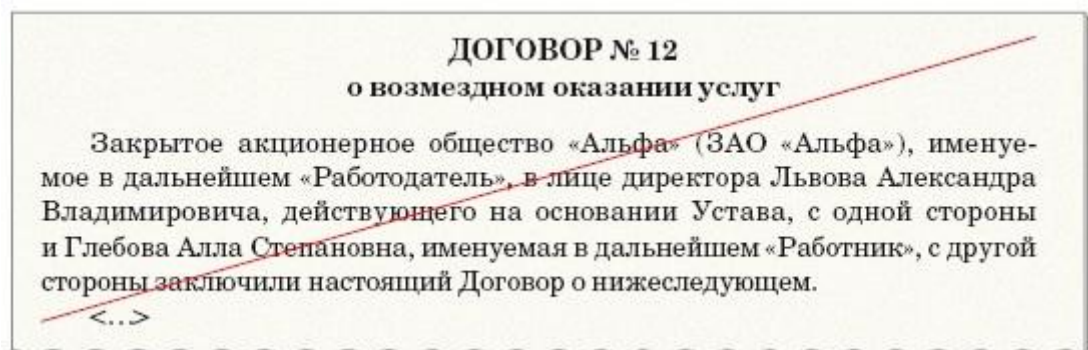 ДОГОВОР № 12
о возмездном оказании услуг
Закрытое акционерное общество «Альфа» (ЗАО «Альфа»), именуе-
мое в дальнейшем «Работодатель», в лице директора Львова Александра
Владимировича, действующего на основании Устава, с одной стороны
и Глебова Алла Степановна, именуемая в дальнейшем «Работник», с другой
стороны заключили настоящий Договор о нижеследующем.
<…>